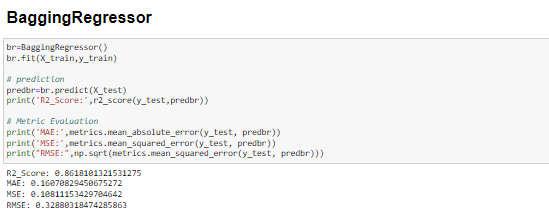 BaggingRegressor
br=BaggingRegressor()
br.fit(X_train,y_train)
# prediction
predbr=br.predict(X_test)
print('R2_Score:',r2_score(y_test,predbr))
# Metric Evaluation
print('MAE:',metrics.mean_absolute_error(y_test, predbr))
print('MSE:',metrics.mean_squared_error(y_test, predbr))
print("RMSE:",np.sqrt(metrics.mean_squared_error(y_test, predbr)))
R2_Score: 0.8618101321531275
MAE: 0.16070829450675272
MSE: 0.10811153429704642
RMSE: 0.32880318474285863